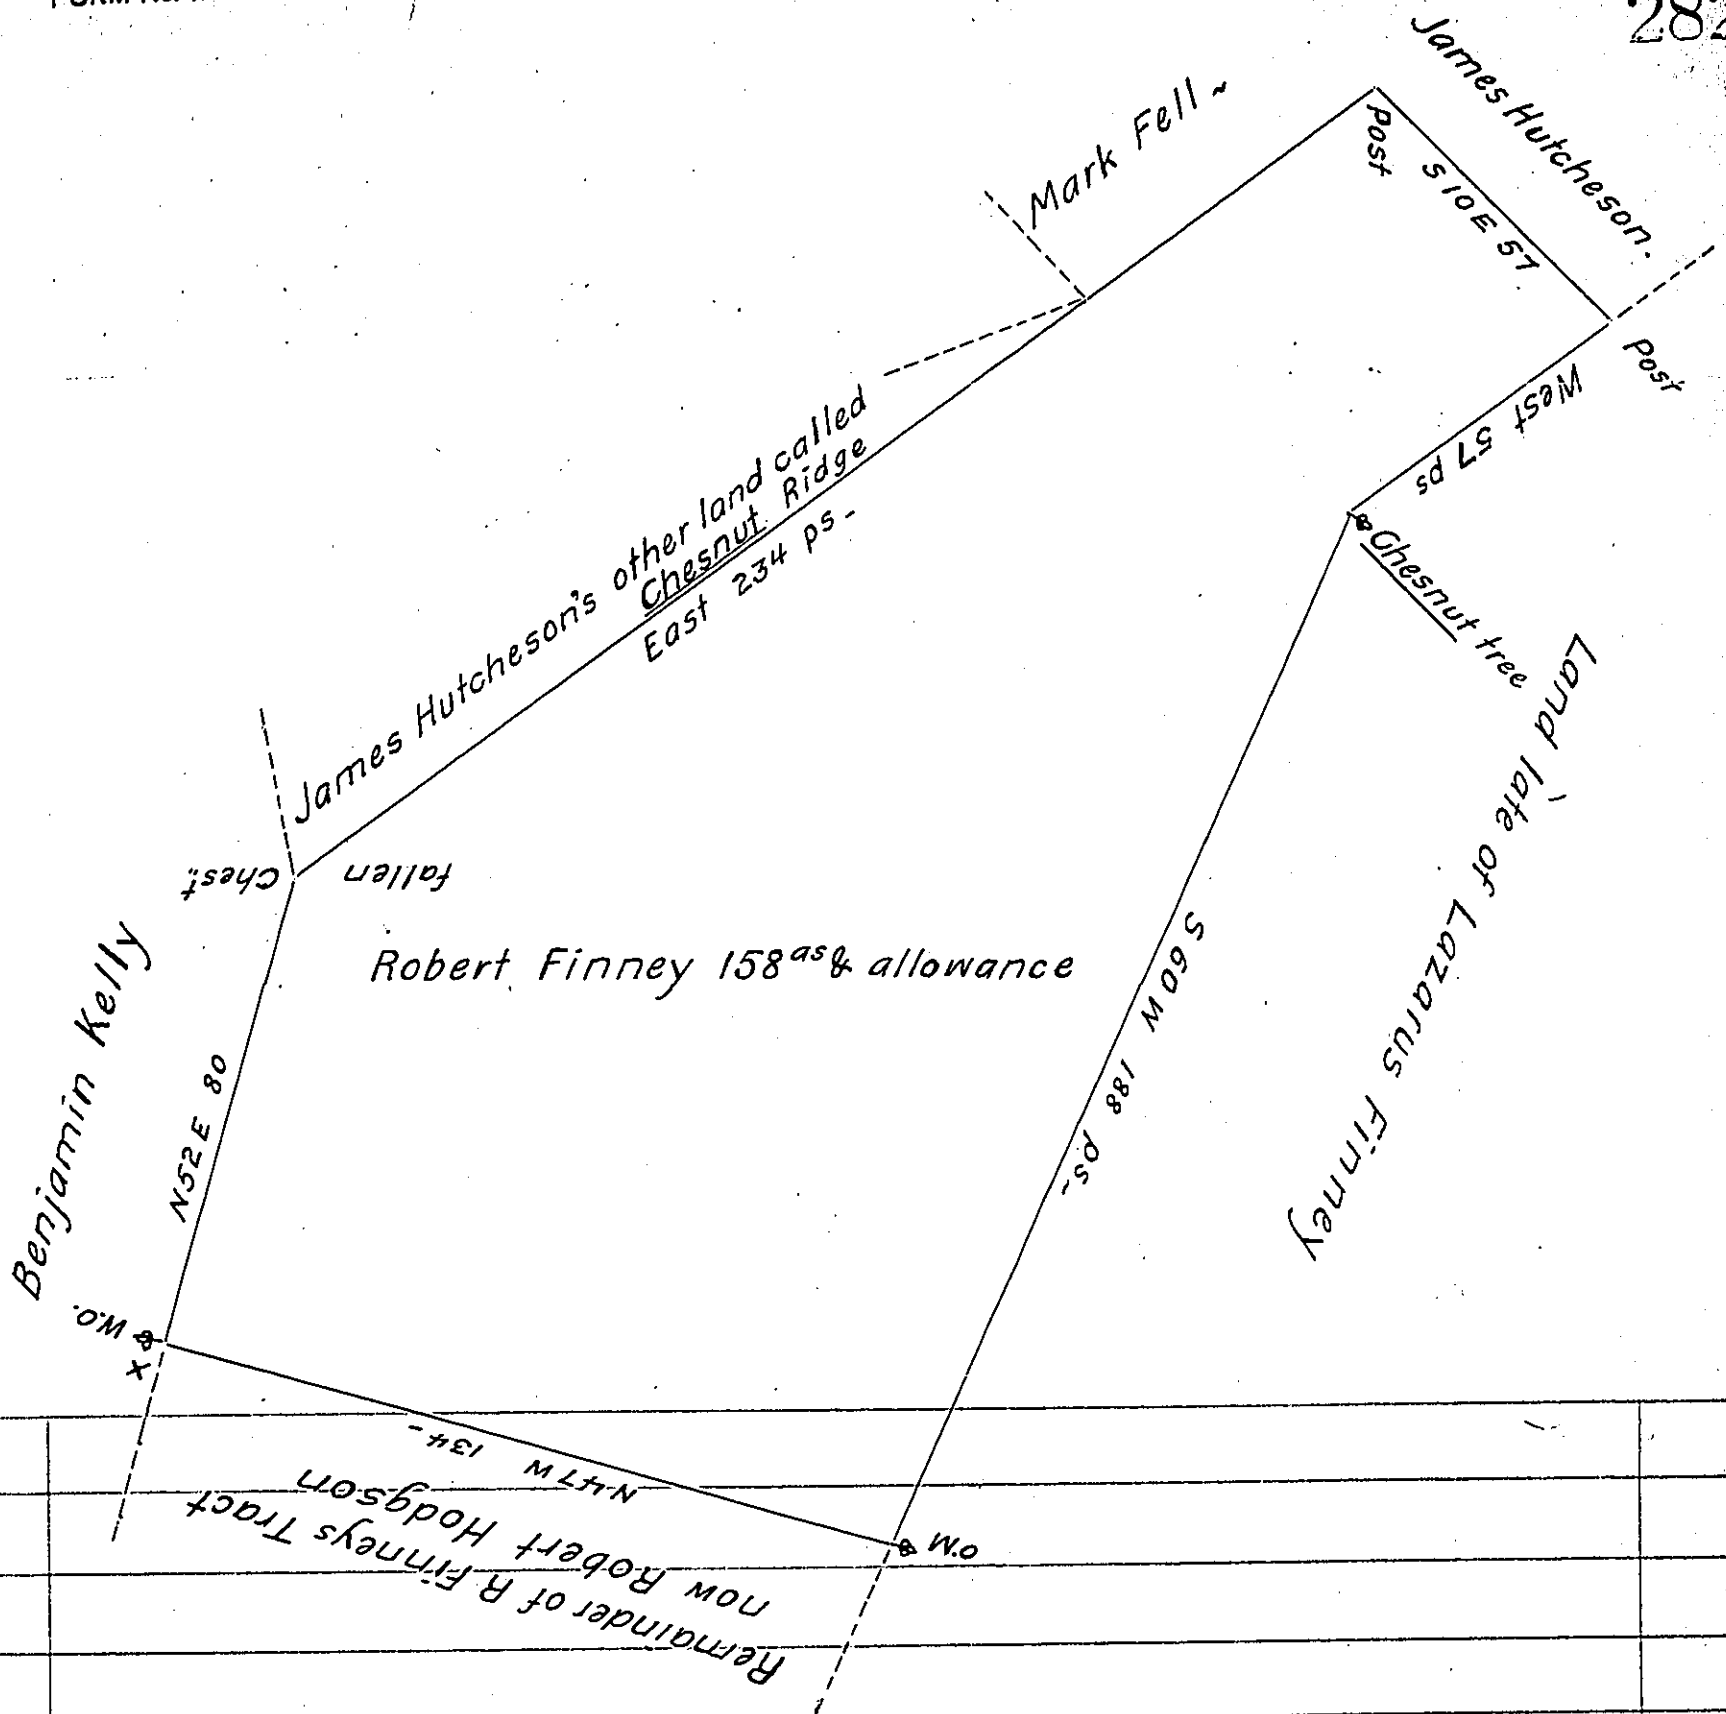 282
James Hutcheson.
Mark Fell ~
Post
S 10 E 57
Post
West 57 ps
James Hutcheson's other land called
Chesnut Ridge
East 234 ps -
Chesnut tree
Land late of Lazarus Finney
Chest.
fallen
Robert Finney 158as & allowance
S 60 W 188 ps -
Benjamin Kelly
N 52 E 80
W.O.
X
N 47 W 134 -
W.O.
Remainder of R. Finneys Tract
now Robert Hodgson